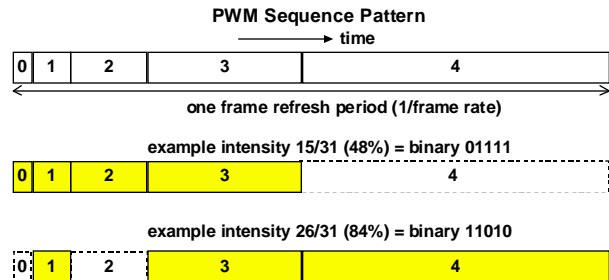 PWM Sequence Pattern
time
0 1 2 3 4
one frame refresh period (1/frame rate)
example intensity 15/31 (48%) = binary 01111
0 1 2 3 4
example intensity 26/31 (84%) = binary 11010
0 1 2 3 4